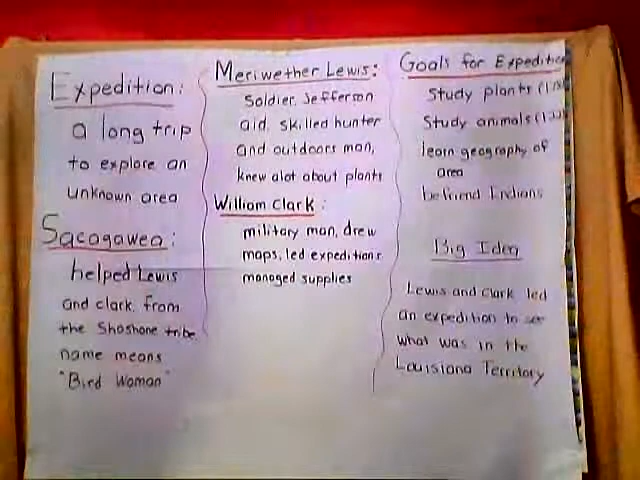 Expedition:
a long trip
to explore an
unknown area
Sacagawea:
helped Lewis
and clark. from
the Shoshone tribe
name means
"Bird Woman"
Meriwether Lewis:
Soldier, Jefferson
aid, skilled hunter
and outdoors man,
knew alot about plants
William Clark:
military man, drew
maps, led expeditions
managed supplies
Goals for Expedition
Study plants
Study animals
learn geography of
area
befriend Indians
Big Idea
Lewis and Clark led
an expedition to see
what was in the
Louisiana Territory